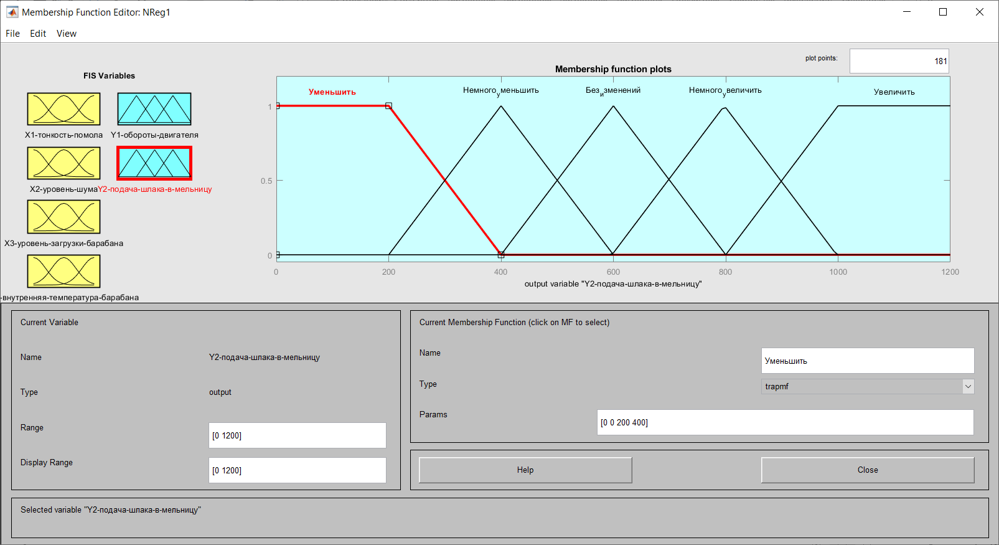 Membership Function Editor: NReg1
File Edit View
plot points:
181
FIS Variables
Membership function plots
X1-тонкость-помола
Y1-обороты-двигателя
X2-уровень-шума
Y2-подача-шлака-в-мельницу
X3-уровень-загрузки-барабана
-внутренняя-температура-барабана
Уменьшить
Немного уменьшить
Без изменений
Немного увеличить
Увеличить
1
0.5
0
0 200 400 600 800 1000 1200
output variable "Y2-подача-шлака-в-мельницу"
Current Variable
Name Y2-подача-шлака-в-мельницу
Type output
Range [0 1200]
Display Range [0 1200]
Current Membership Function (click on MF to select)
Name Уменьшить
Type trapmf
Params [0 0 200 400]
Help Close
Selected variable "Y2-подача-шлака-в-мельницу"